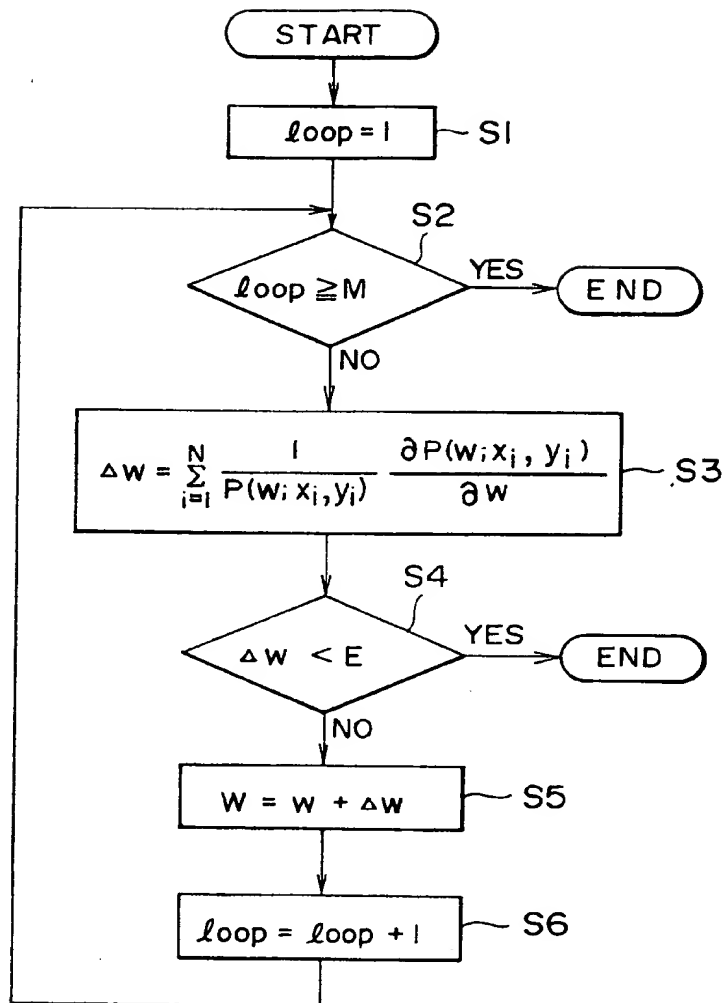 START
loop = 1
S1
S2
loop ≧ M
YES
END
NO
Δw = Σ_{i=1}^{N} 1/P(w; x_i, y_i) ∂P(w; x_i, y_i)/∂w
S3
S4
Δw < E
YES
END
NO
W = w + Δw
S5
loop = loop + 1
S6